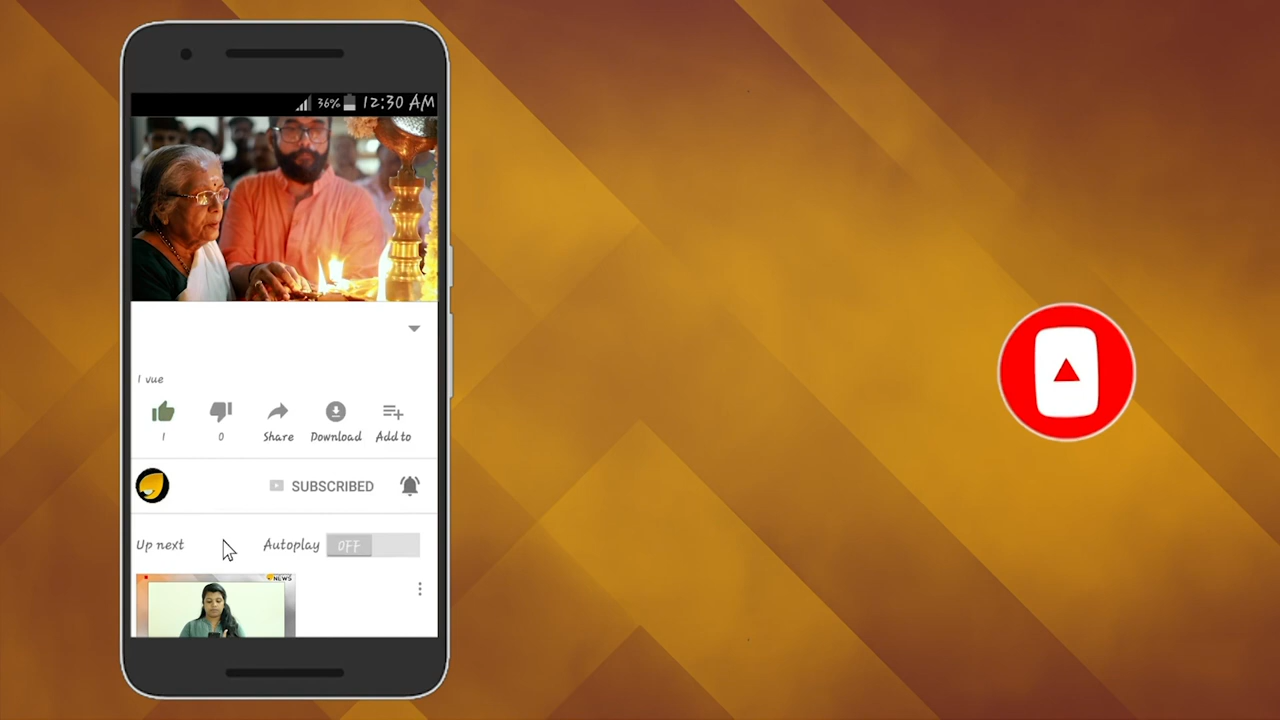 36% 12:30 AM
1 vue
1 0 Share Download Add to
SUBSCRIBED
Up next Autoplay OFF
NEWS